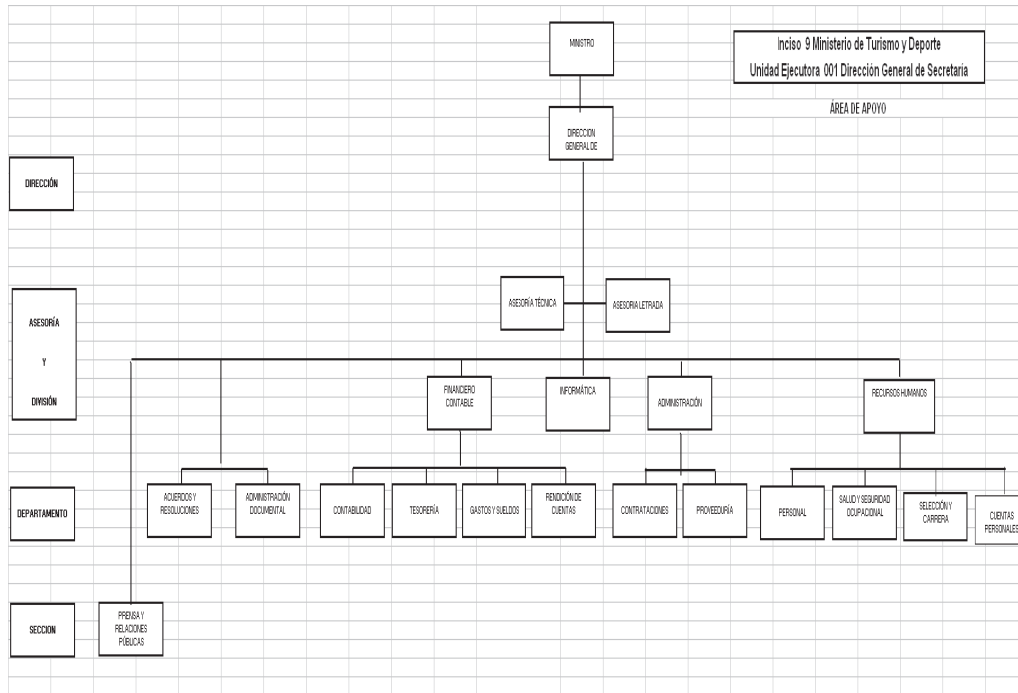 MINISTRO
Inciso 9 Ministerio de Turismo y Deporte
Unidad Ejecutora 001 Dirección General de Secretaría
ÁREA DE APOYO
DIRECCION
GENERAL DE
DIRECCIÓN
ASESORÍA
Y
DIVISIÓN
ASESORÍA TÉCNICA
ASESORIA LETRADA
FINANCIERO
CONTABLE
INFORMÁTICA
ADMINISTRACIÓN
RECURSOS HUMANOS
DEPARTAMENTO
ACUERDOS Y
RESOLUCIONES
ADMINISTRACIÓN
DOCUMENTAL
CONTABILIDAD
TESORERÍA
GASTOS Y SUELDOS
RENDICIÓN DE
CUENTAS
CONTRATACIONES
PROVEEDURÍA
PERSONAL
SALUD Y SEGURIDAD
OCUPACIONAL
SELECCIÓN Y
CARRERA
CUENTAS
PERSONALES
SECCION
PRENSA Y
RELACIONES
PÚBLICAS